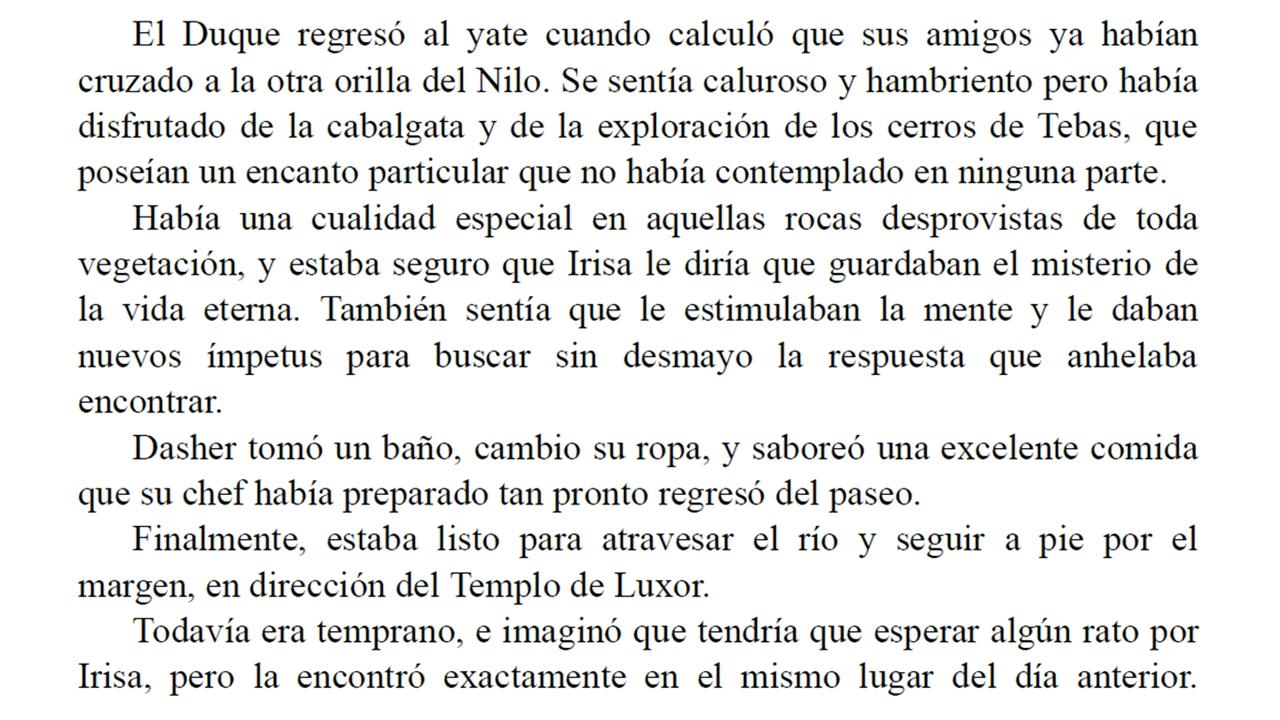 El Duque regresó al yate cuando calculó que sus amigos ya habían
cruzado a la otra orilla del Nilo. Se sentía caluroso y hambriento pero había
disfrutado de la cabalgata y de la exploración de los cerros de Tebas, que
poseían un encanto particular que no había contemplado en ninguna parte.
Había una cualidad especial en aquellas rocas desprovistas de toda
vegetación, y estaba seguro que Irisa le diría que guardaban el misterio de
la vida eterna. También sentía que le estimulaban la mente y le daban
nuevos ímpetus para buscar sin desmayo la respuesta que anhelaba
encontrar.
Dasher tomó un baño, cambio su ropa, y saboreó una excelente comida
que su chef había preparado tan pronto regresó del paseo.
Finalmente, estaba listo para atravesar el río y seguir a pie por el
margen, en dirección del Templo de Luxor.
Todavía era temprano, e imaginó que tendría que esperar algún rato por
Irisa, pero la encontró exactamente en el mismo lugar del día anterior.